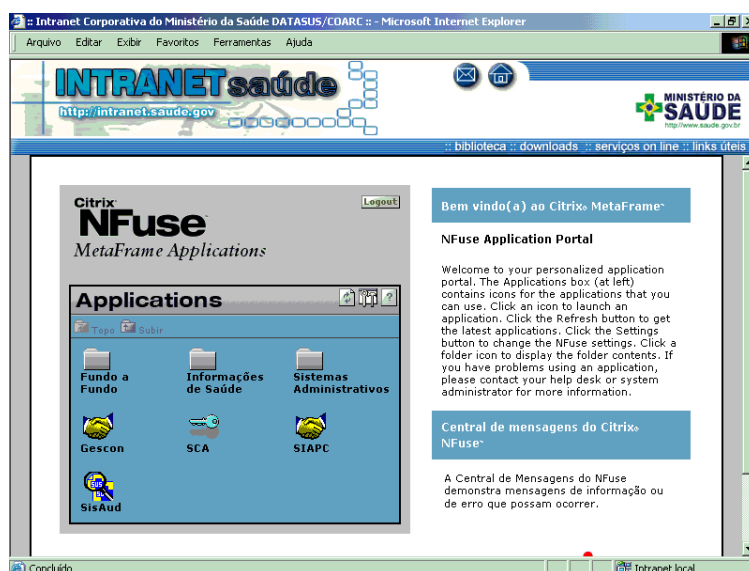 :: Intranet Corporativa do Ministério da Saúde DATASUS/COARC :: - Microsoft Internet Explorer
Arquivo Editar Exibir Favoritos Ferramentas Ajuda
INTRANET saúde
http://intranet.saude.gov
MINISTÉRIO DA
SAÚDE
http://www.saude.gov.br
:: biblioteca :: downloads :: serviços on line :: links úteis
Citrix
NFuse
MetaFrame Applications
Logout
Applications
Topo Subir
Fundo a
Fundo
Informações
de Saúde
Sistemas
Administrativos
Gescon
SCA
SIAPC
SisAud
Bem vindo(a) ao Citrix® MetaFrame™
NFuse Application Portal
Welcome to your personalized application
portal. The Applications box (at left)
contains icons for the applications that you
can use. Click an icon to launch an
application. Click the Refresh button to get
the latest applications. Click the Settings
button to change the NFuse settings. Click a
folder icon to display the folder contents. If
you have problems using an application,
please contact your help desk or system
administrator for more information.
Central de mensagens do Citrix®
NFuse™
A Central de Mensagens do NFuse
demonstra mensagens de informação ou
de erro que possam ocorrer.
Concluído
Intranet local